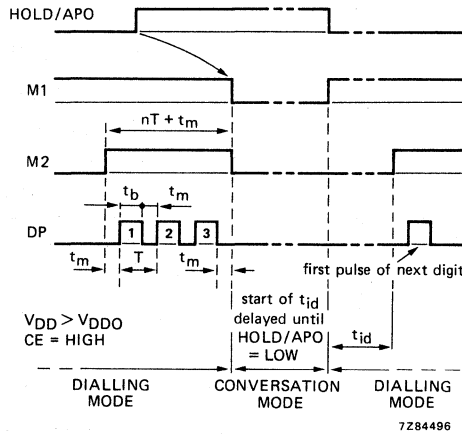 HOLD/APO
M1
nT + tm
M2
tb
tm
DP
1
2
3
tm
T
tm
first pulse of next digit
VDD > VDDO
CE = HIGH
start of tid
delayed until
HOLD/APO
= LOW
tid
DIALLING
MODE
CONVERSATION
MODE
DIALLING
MODE
7Z84496